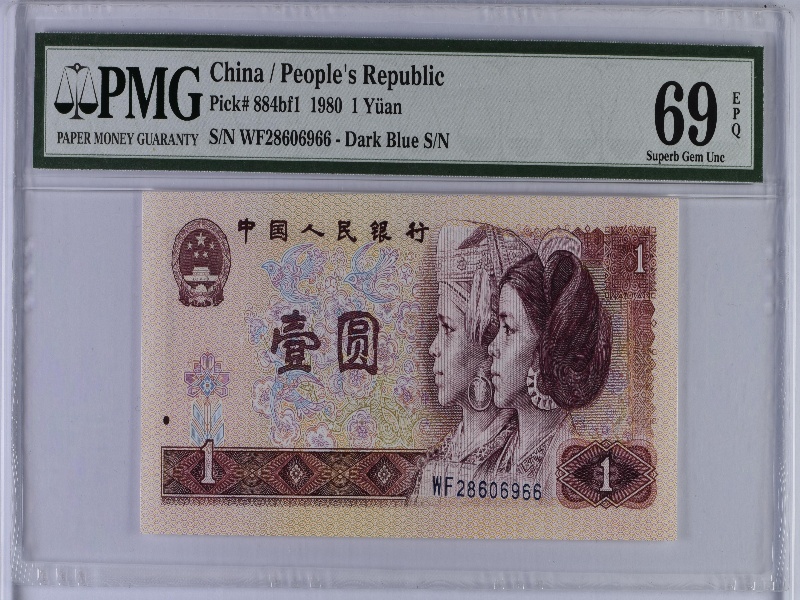 PMG
PAPER MONEY GUARANTY
China / People's Republic
Pick# 884bf1 1980 1 Yüan
S/N WF28606966 - Dark Blue S/N
69
EPQ
Superb Gem Unc
中国人民银行
1
壹圆
1
WF28606966
1